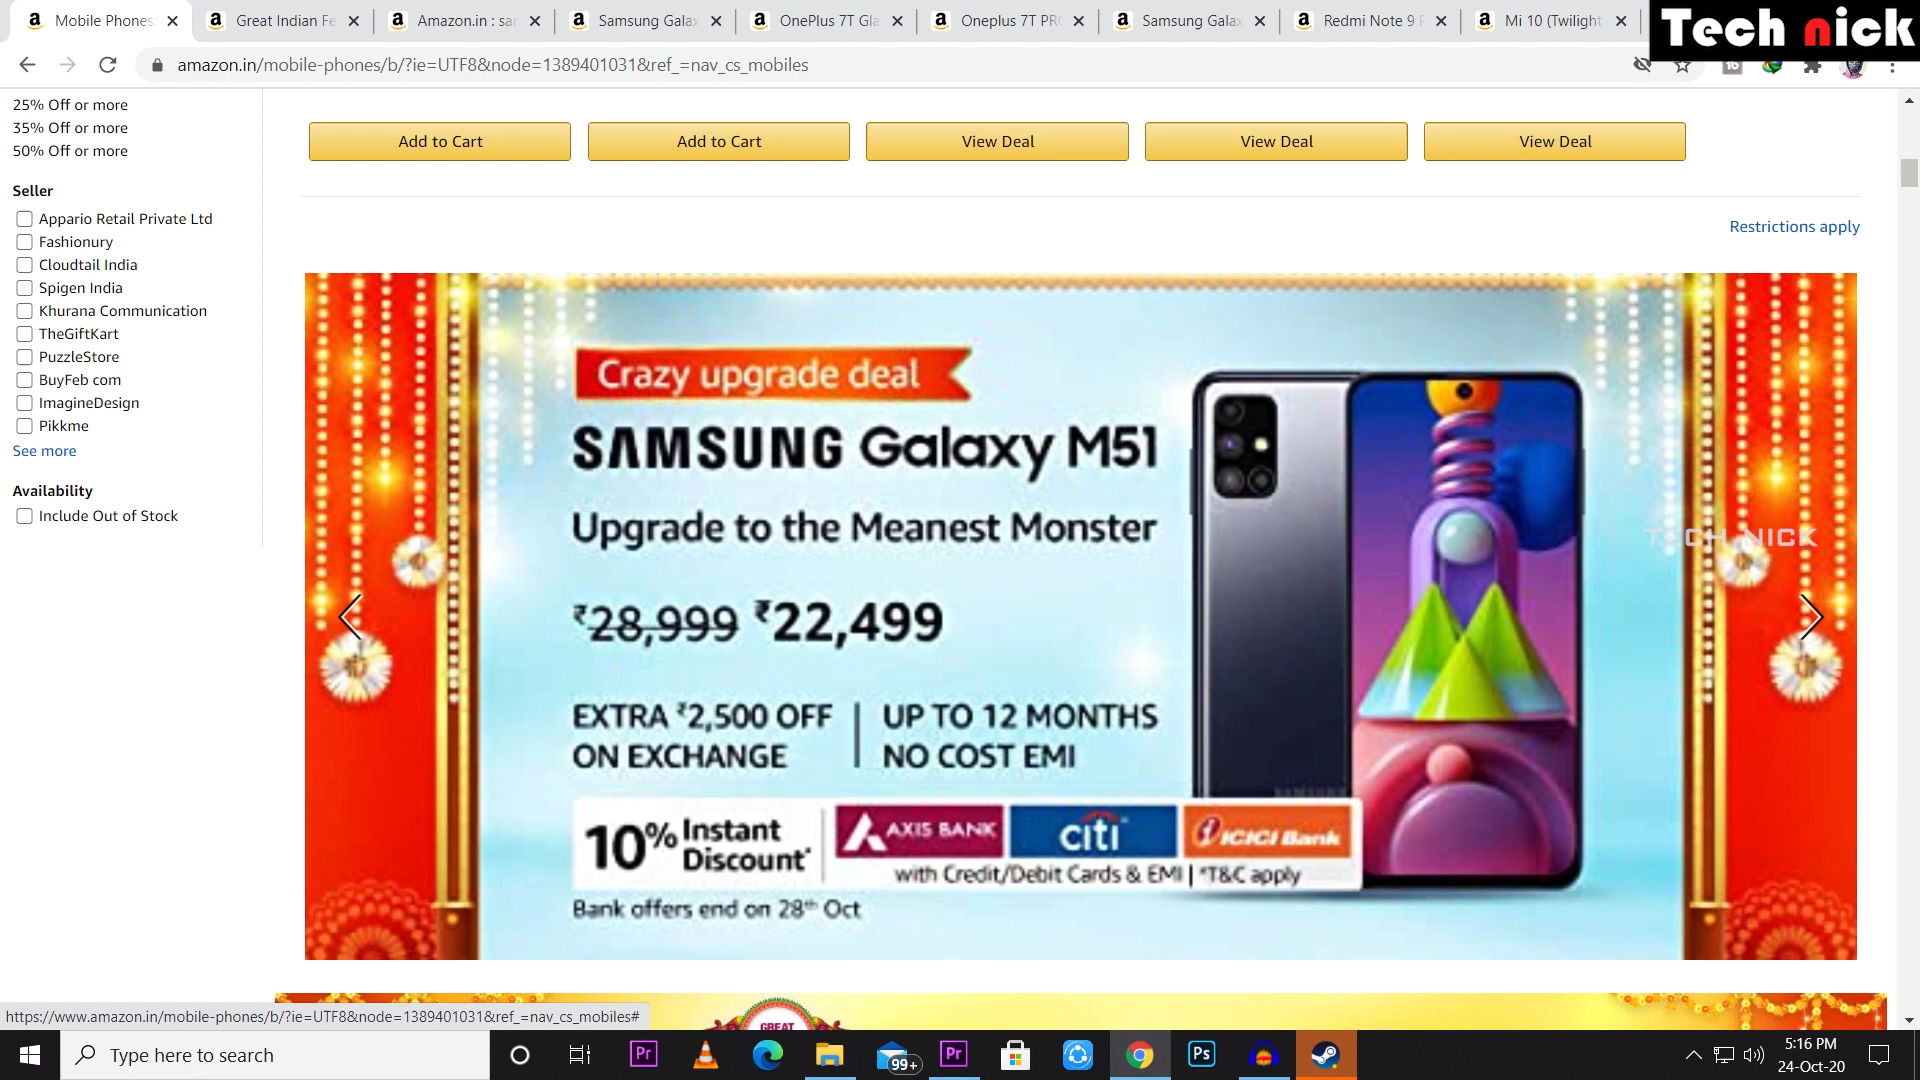 Mobile Phones
Great Indian Fe
Amazon.in : sam
Samsung Galax
OnePlus 7T Gla
Oneplus 7T PRO
Samsung Galax
Redmi Note 9 P
Mi 10 (Twilight
Tech nick
amazon.in/mobile-phones/b/?ie=UTF8&node=1389401031&ref_=nav_cs_mobiles
25% Off or more
35% Off or more
50% Off or more
Add to Cart
Add to Cart
View Deal
View Deal
View Deal
Restrictions apply
Seller
Appario Retail Private Ltd
Fashionury
Cloudtail India
Spigen India
Khurana Communication
TheGiftKart
PuzzleStore
BuyFeb com
ImagineDesign
Pikkme
See more
Availability
Include Out of Stock
Crazy upgrade deal
SAMSUNG Galaxy M51
Upgrade to the Meanest Monster
₹28,999 ₹22,499
EXTRA ₹2,500 OFF
ON EXCHANGE
UP TO 12 MONTHS
NO COST EMI
10% Instant
Discount*
AXIS BANK
citi
ICICI Bank
with Credit/Debit Cards & EMI | *T&C apply
Bank offers end on 28th Oct
SAMSUNG
TECH NICK
GREAT
https://www.amazon.in/mobile-phones/b/?ie=UTF8&node=1389401031&ref_=nav_cs_mobiles#
Type here to search
Pr
99+
Pr
Ps
5:16 PM
24-Oct-20